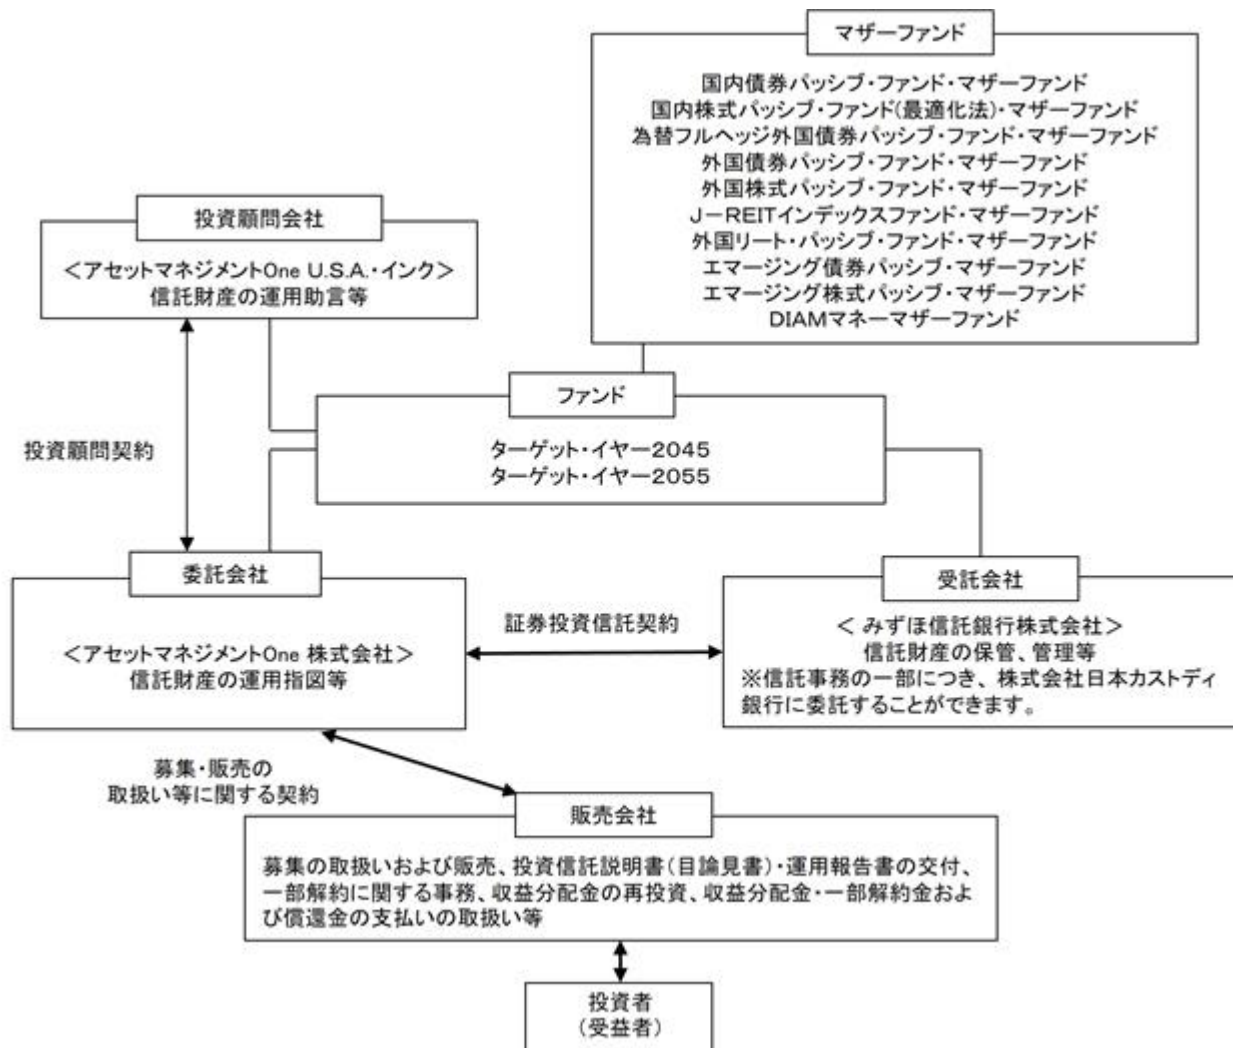 マザーファンド
国内債券パッシブ・ファンド・マザーファンド
国内株式パッシブ・ファンド(最適化法)・マザーファンド
為替フルヘッジ外国債券パッシブ・ファンド・マザーファンド
外国債券パッシブ・ファンド・マザーファンド
外国株式パッシブ・ファンド・マザーファンド
J－REITインデックスファンド・マザーファンド
外国リート・パッシブ・ファンド・マザーファンド
エマージング債券パッシブ・マザーファンド
エマージング株式パッシブ・マザーファンド
DIAMマネーマザーファンド
投資顧問会社
＜アセットマネジメントOne U.S.A.・インク＞
信託財産の運用助言等
ファンド
ターゲット・イヤー2045
ターゲット・イヤー2055
投資顧問契約
委託会社
＜アセットマネジメントOne 株式会社＞
信託財産の運用指図等
証券投資信託契約
受託会社
＜ みずほ信託銀行株式会社＞
信託財産の保管、管理等
※信託事務の一部につき、株式会社日本カストディ
銀行に委託することができます。
募集・販売の
取扱い等に関する契約
販売会社
募集の取扱いおよび販売、投資信託説明書(目論見書)・運用報告書の交付、
一部解約に関する事務、収益分配金の再投資、収益分配金・一部解約金およ
び償還金の支払いの取扱い等
投資者
(受益者)